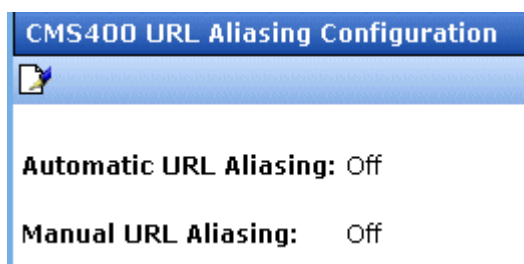 CMS400 URL Aliasing Configuration
Automatic URL Aliasing: Off
Manual URL Aliasing: Off